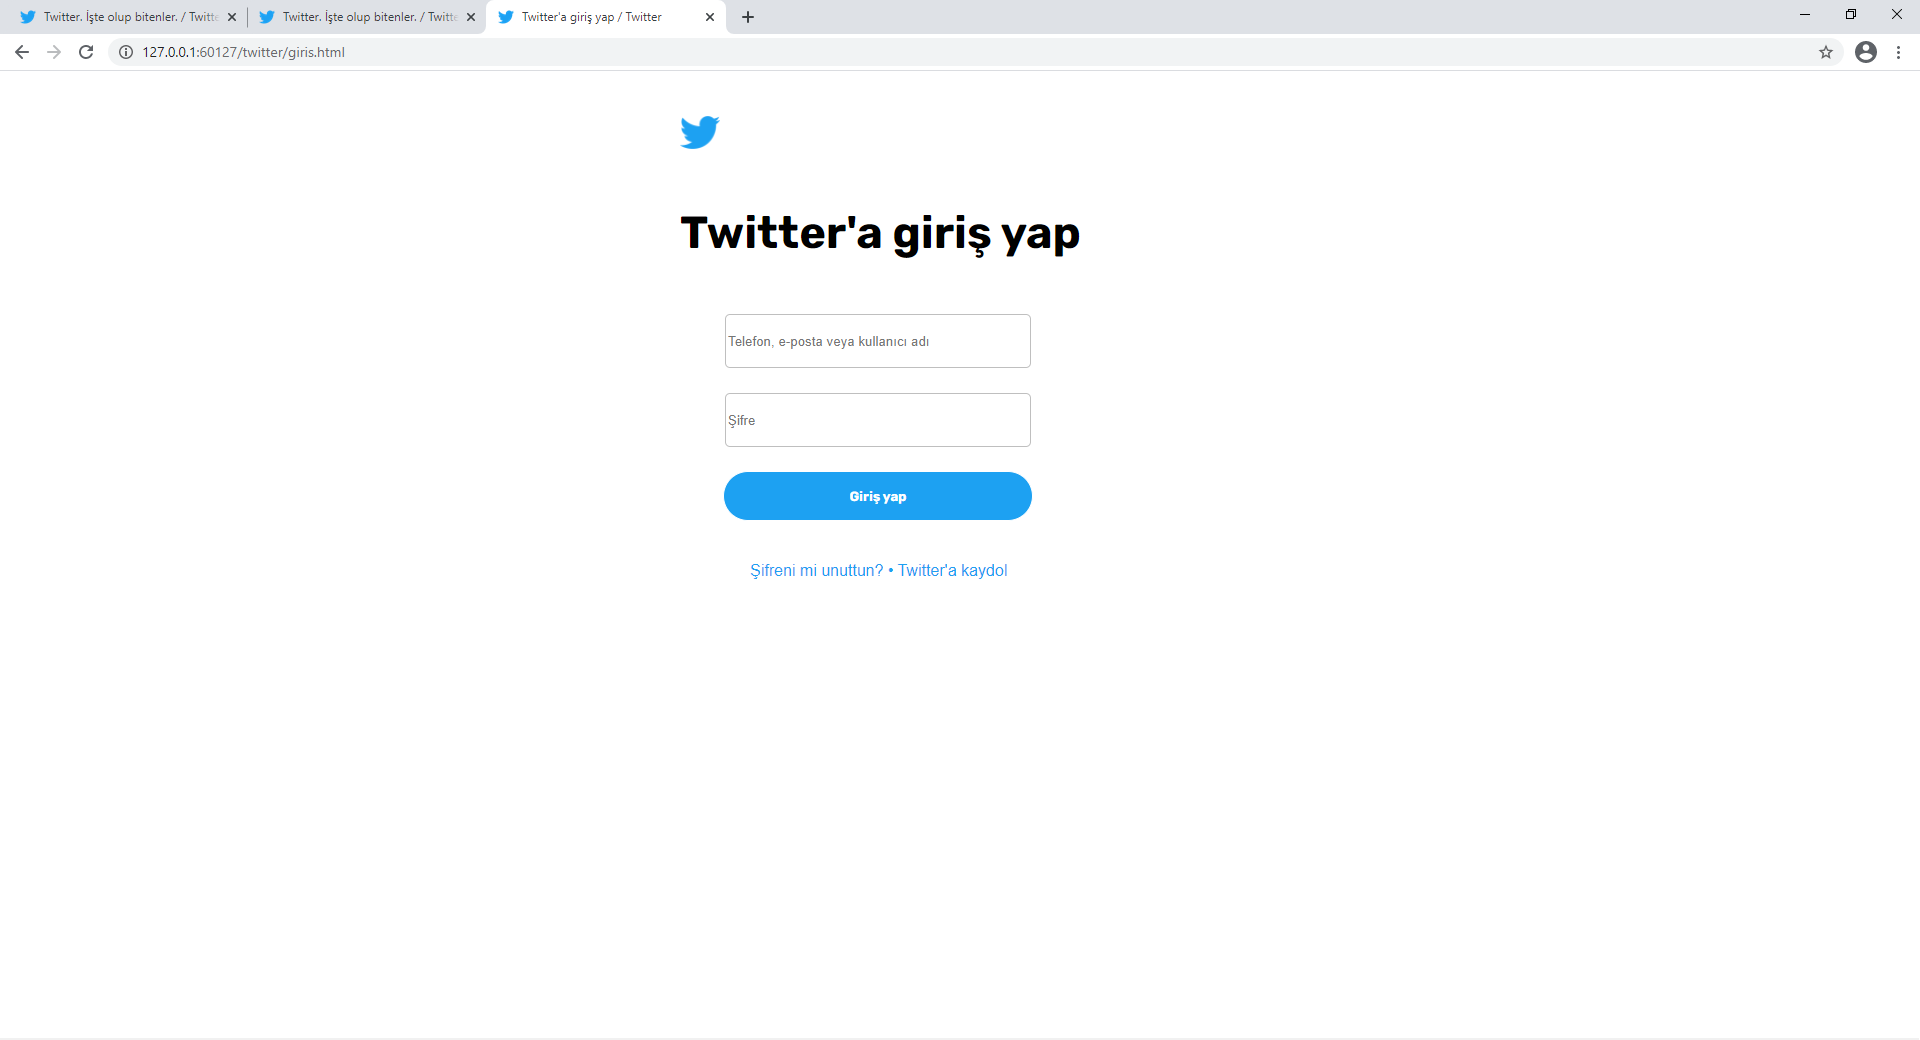 Twitter. İşte olup bitenler. / Twitte
Twitter. İşte olup bitenler. / Twitte
Twitter'a giriş yap / Twitter
127.0.0.1:60127/twitter/giris.html
Twitter'a giriş yap
Telefon, e-posta veya kullanıcı adı
Şifre
Giriş yap
Şifreni mi unuttun? • Twitter'a kaydol